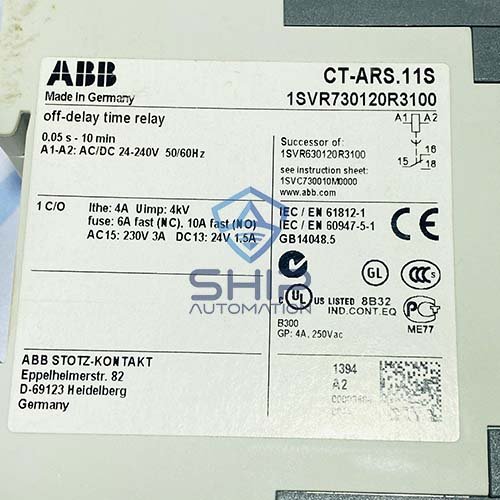 ABB
CT-ARS.11S
Made in Germany
1SVR730120R3100
off-delay time relay
A1 A2
0.05 s - 10 min
A1-A2: AC/DC 24-240V 50/60Hz
Successor of:
1SVR630120R3100
see instruction sheet:
1SVC730010M0000
www.abb.com
16
15 18
1 C/O
Ithe: 4A Uimp: 4kV
fuse: 6A fast (NC), 10A fast (NO)
AC15: 230V 3A DC13: 24V 1,5A
IEC / EN 61812-1
IEC / EN 60947-5-1
GB14048.5
CE
SHIP
AUTOMATION
N
GL
CCC
S
C UL US LISTED 8B32
IND.CONT.EQ
B300
GP: 4A, 250Vac
ME77
ABB STOTZ-KONTAKT
Eppelheimerstr. 82
D-69123 Heidelberg
Germany
1394
A2